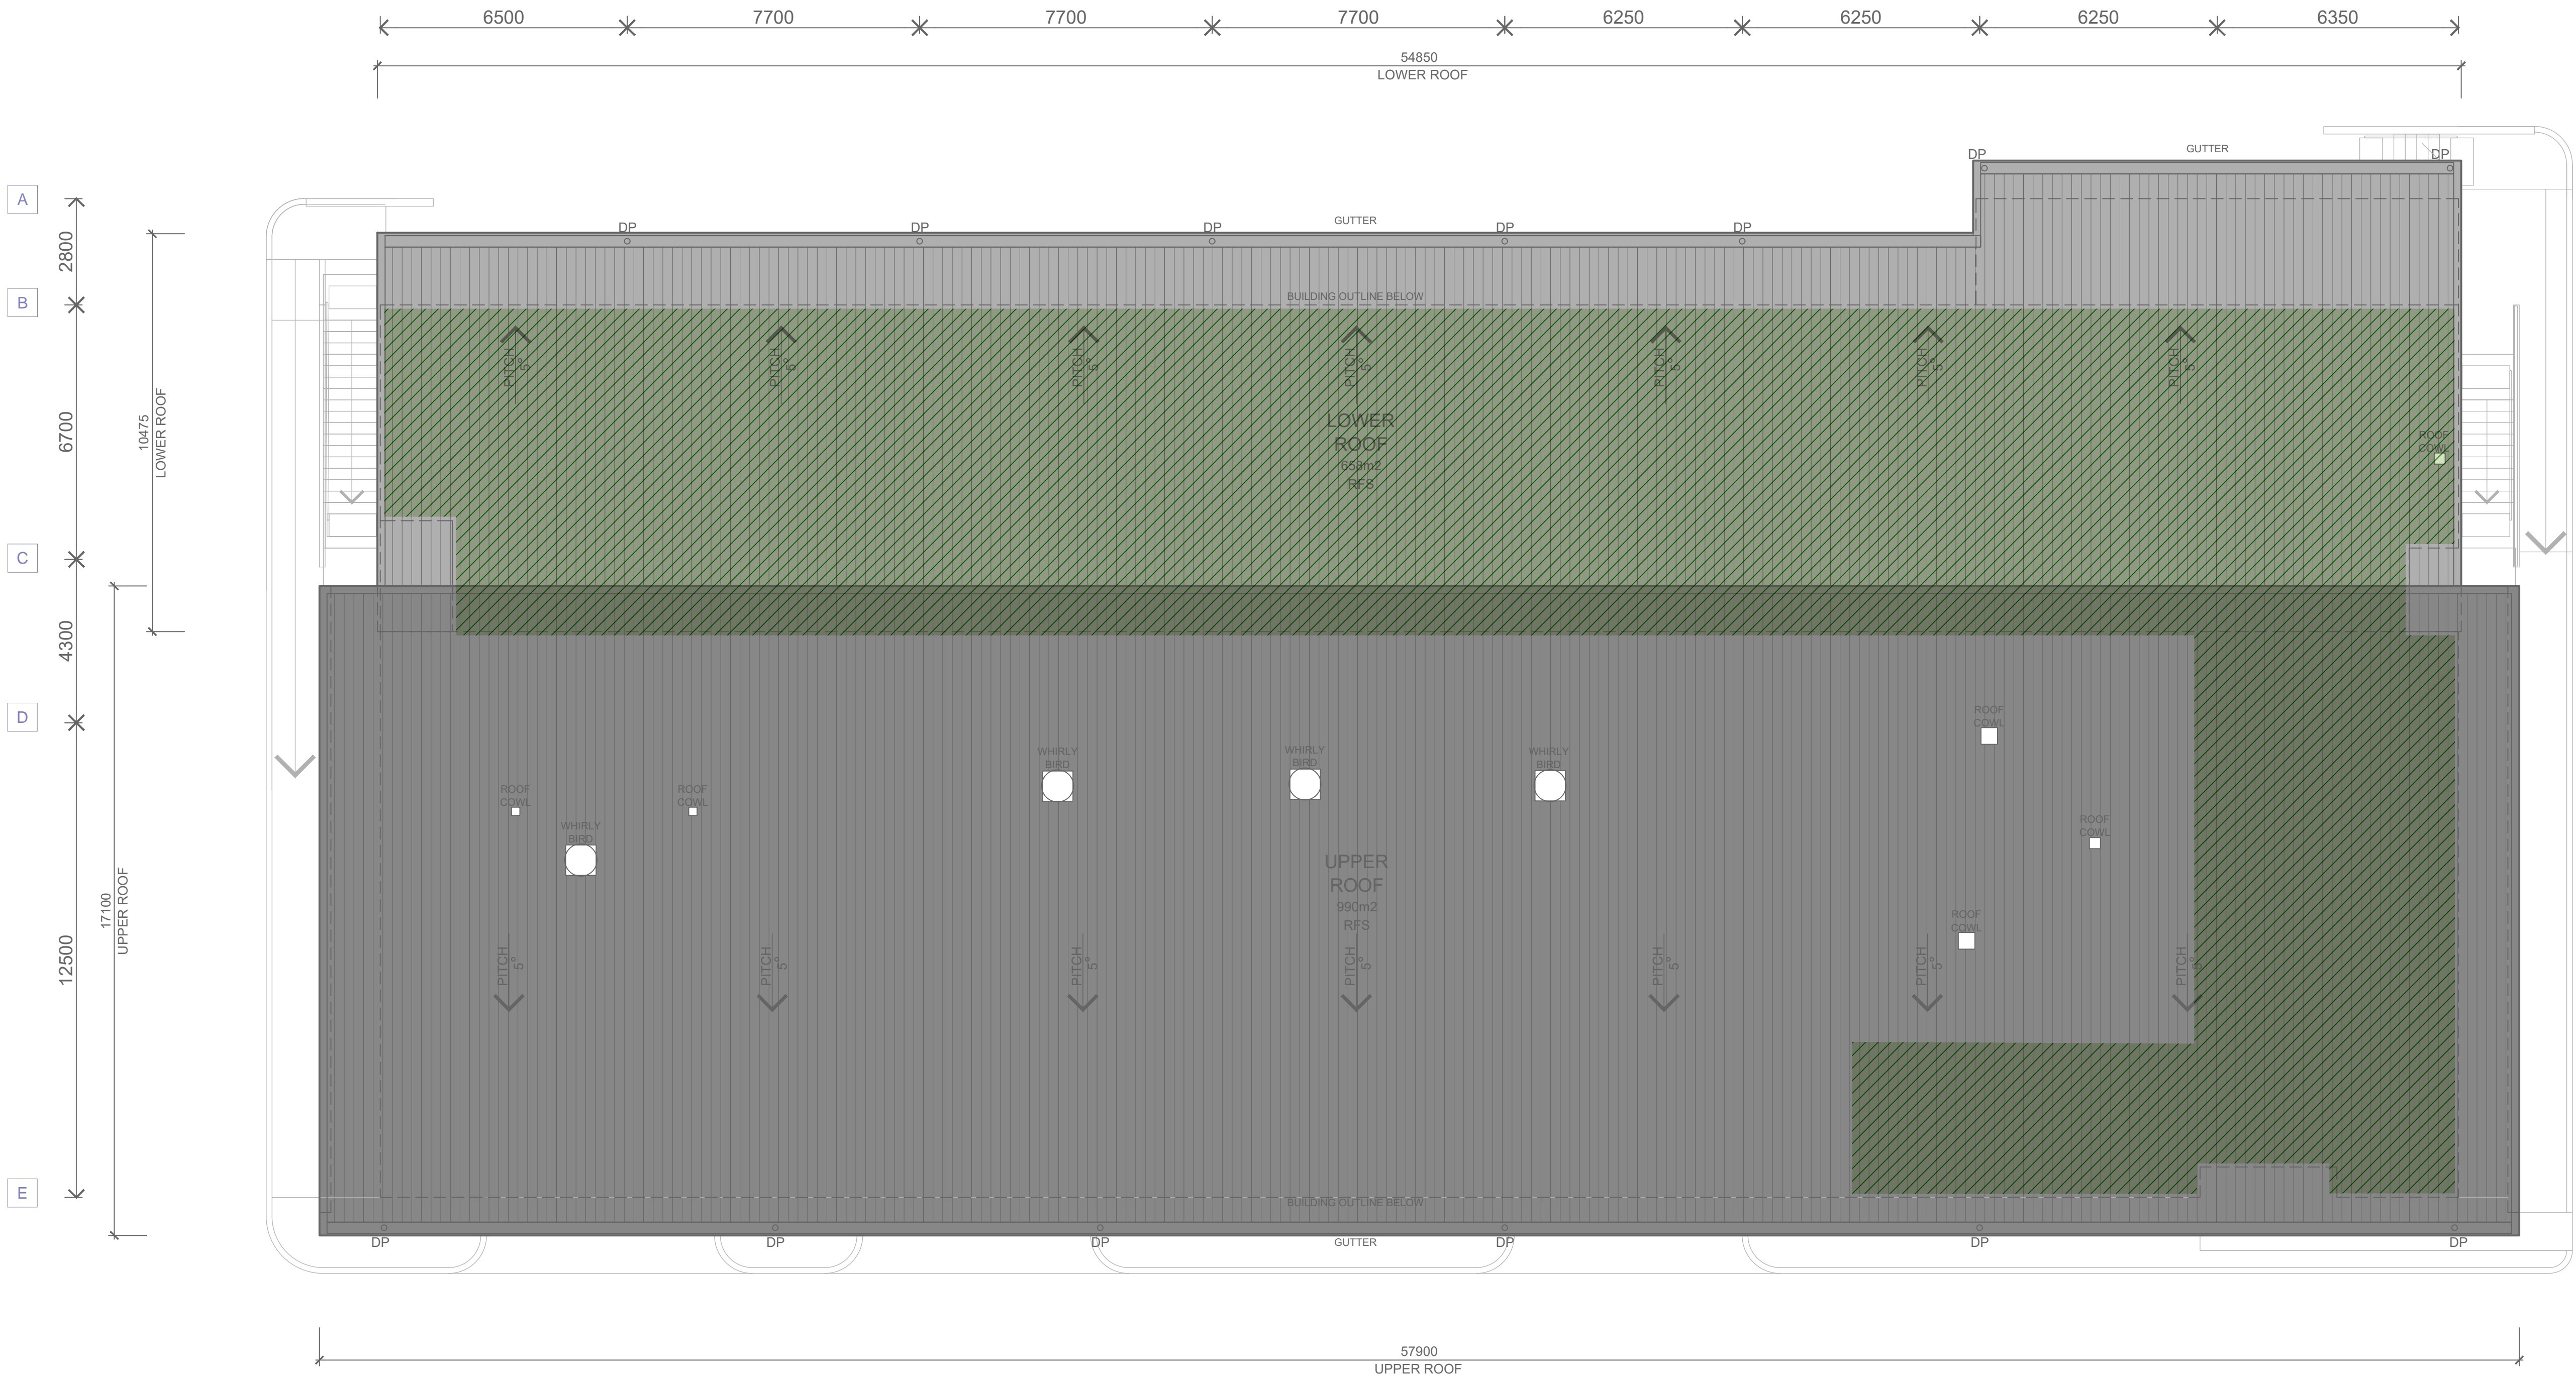 6500 7700 7700 7700 6250 6250 6250 6350
54850
LOWER ROOF
DP GUTTER DP
A
DP DP DP DP GUTTER DP DP
2800
B
BUILDING OUTLINE BELOW
PITCH 5° PITCH 5° PITCH 5° PITCH 5° PITCH 5° PITCH 5° PITCH 5°
6700
10475
LOWER ROOF
LOWER
ROOF
658m2
RFS
ROOF
COWL
C
4300
D
ROOF
COWL
WHIRLY
BIRD
WHIRLY
BIRD
WHIRLY
BIRD
ROOF
COWL
ROOF
COWL
WHIRLY
BIRD
ROOF
COWL
UPPER
ROOF
990m2
RFS
ROOF
COWL
17100
UPPER ROOF
12500
PITCH 5° PITCH 5° PITCH 5° PITCH 5° PITCH 5° PITCH 5° PITCH 5°
E
BUILDING OUTLINE BELOW
DP DP DP GUTTER DP DP DP
57900
UPPER ROOF